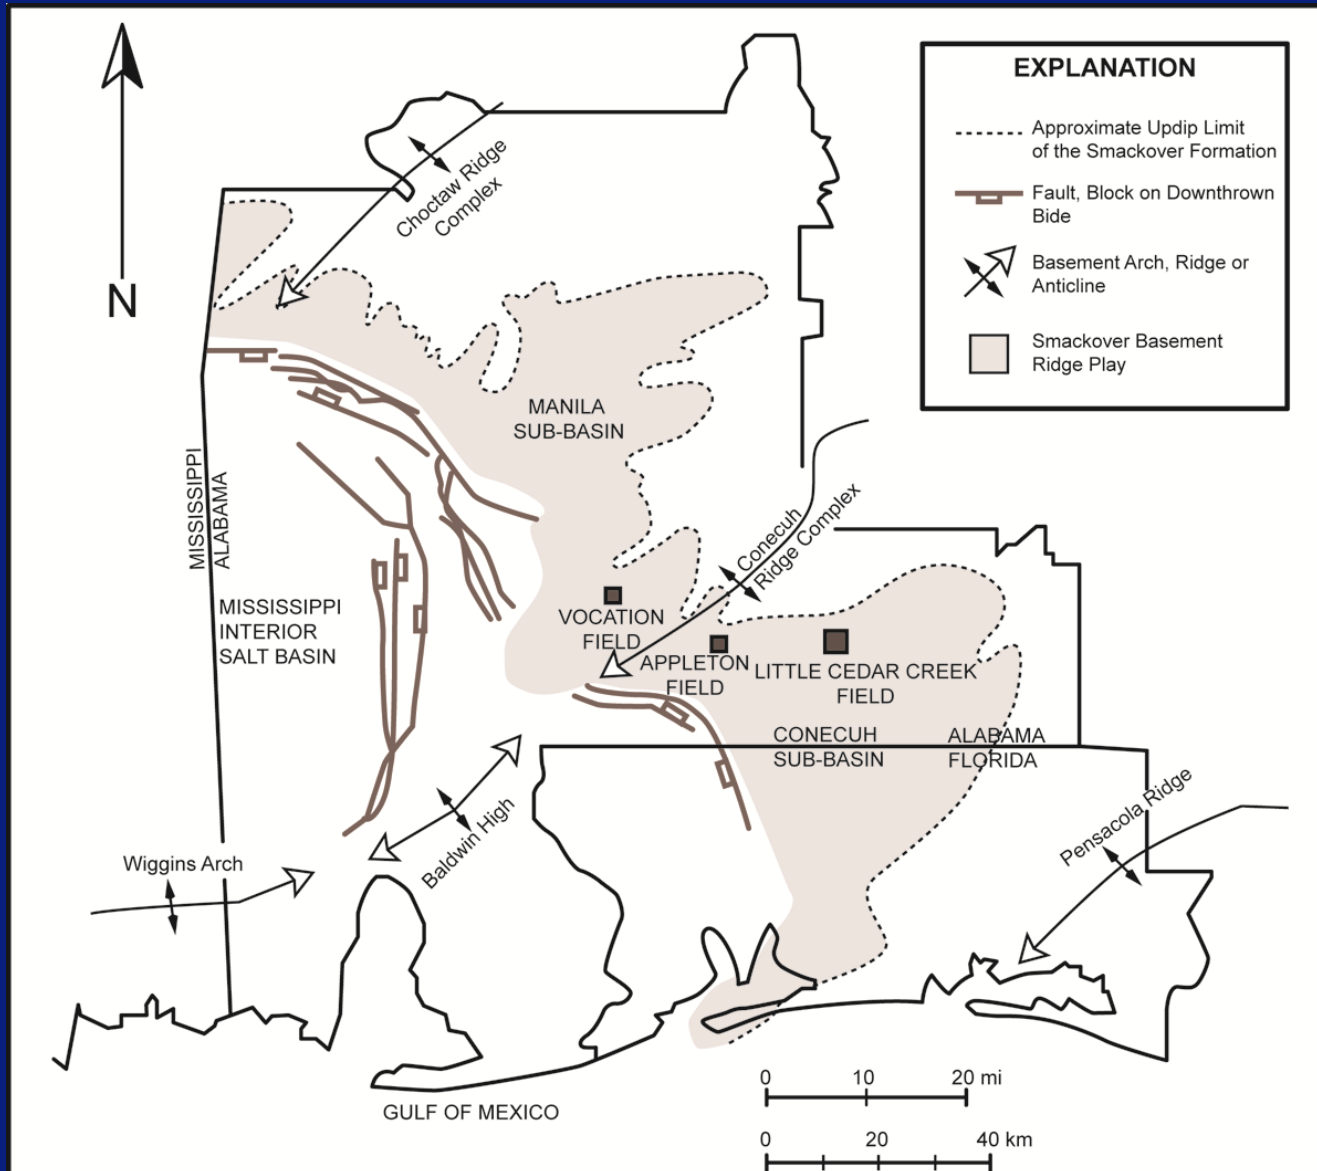 EXPLANATION
Approximate Updip Limit
of the Smackover Formation
Fault, Block on Downthrown
Bide
Basement Arch, Ridge or
Anticline
Smackover Basement
Ridge Play
N
Choctaw Ridge
Complex
MANILA
SUB-BASIN
MISSISSIPPI
ALABAMA
Conecuh
Ridge Complex
MISSISSIPPI
INTERIOR
SALT BASIN
VOCATION
FIELD
APPLETON
FIELD
LITTLE CEDAR CREEK
FIELD
CONECUH
SUB-BASIN
ALABAMA
FLORIDA
Baldwin High
Wiggins Arch
Pensacola Ridge
GULF OF MEXICO
0 10 20 mi
0 20 40 km